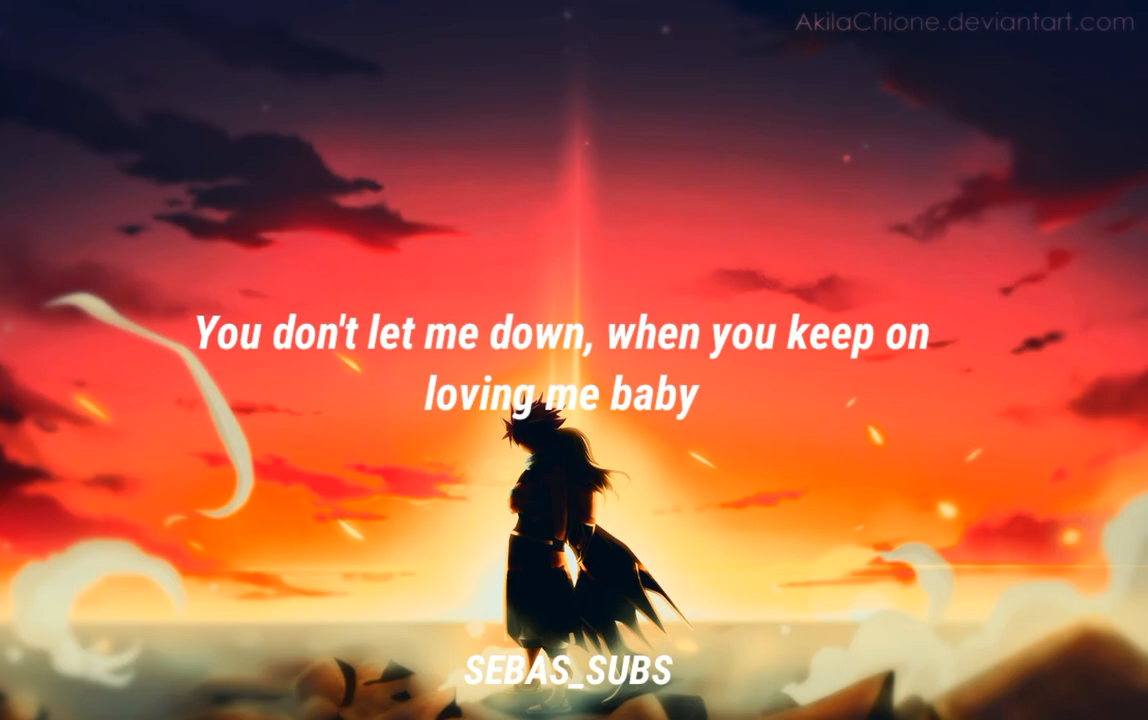 AkilaChione.deviantart.com
You don't let me down, when you keep on
loving me baby
SEBAS_SUBS